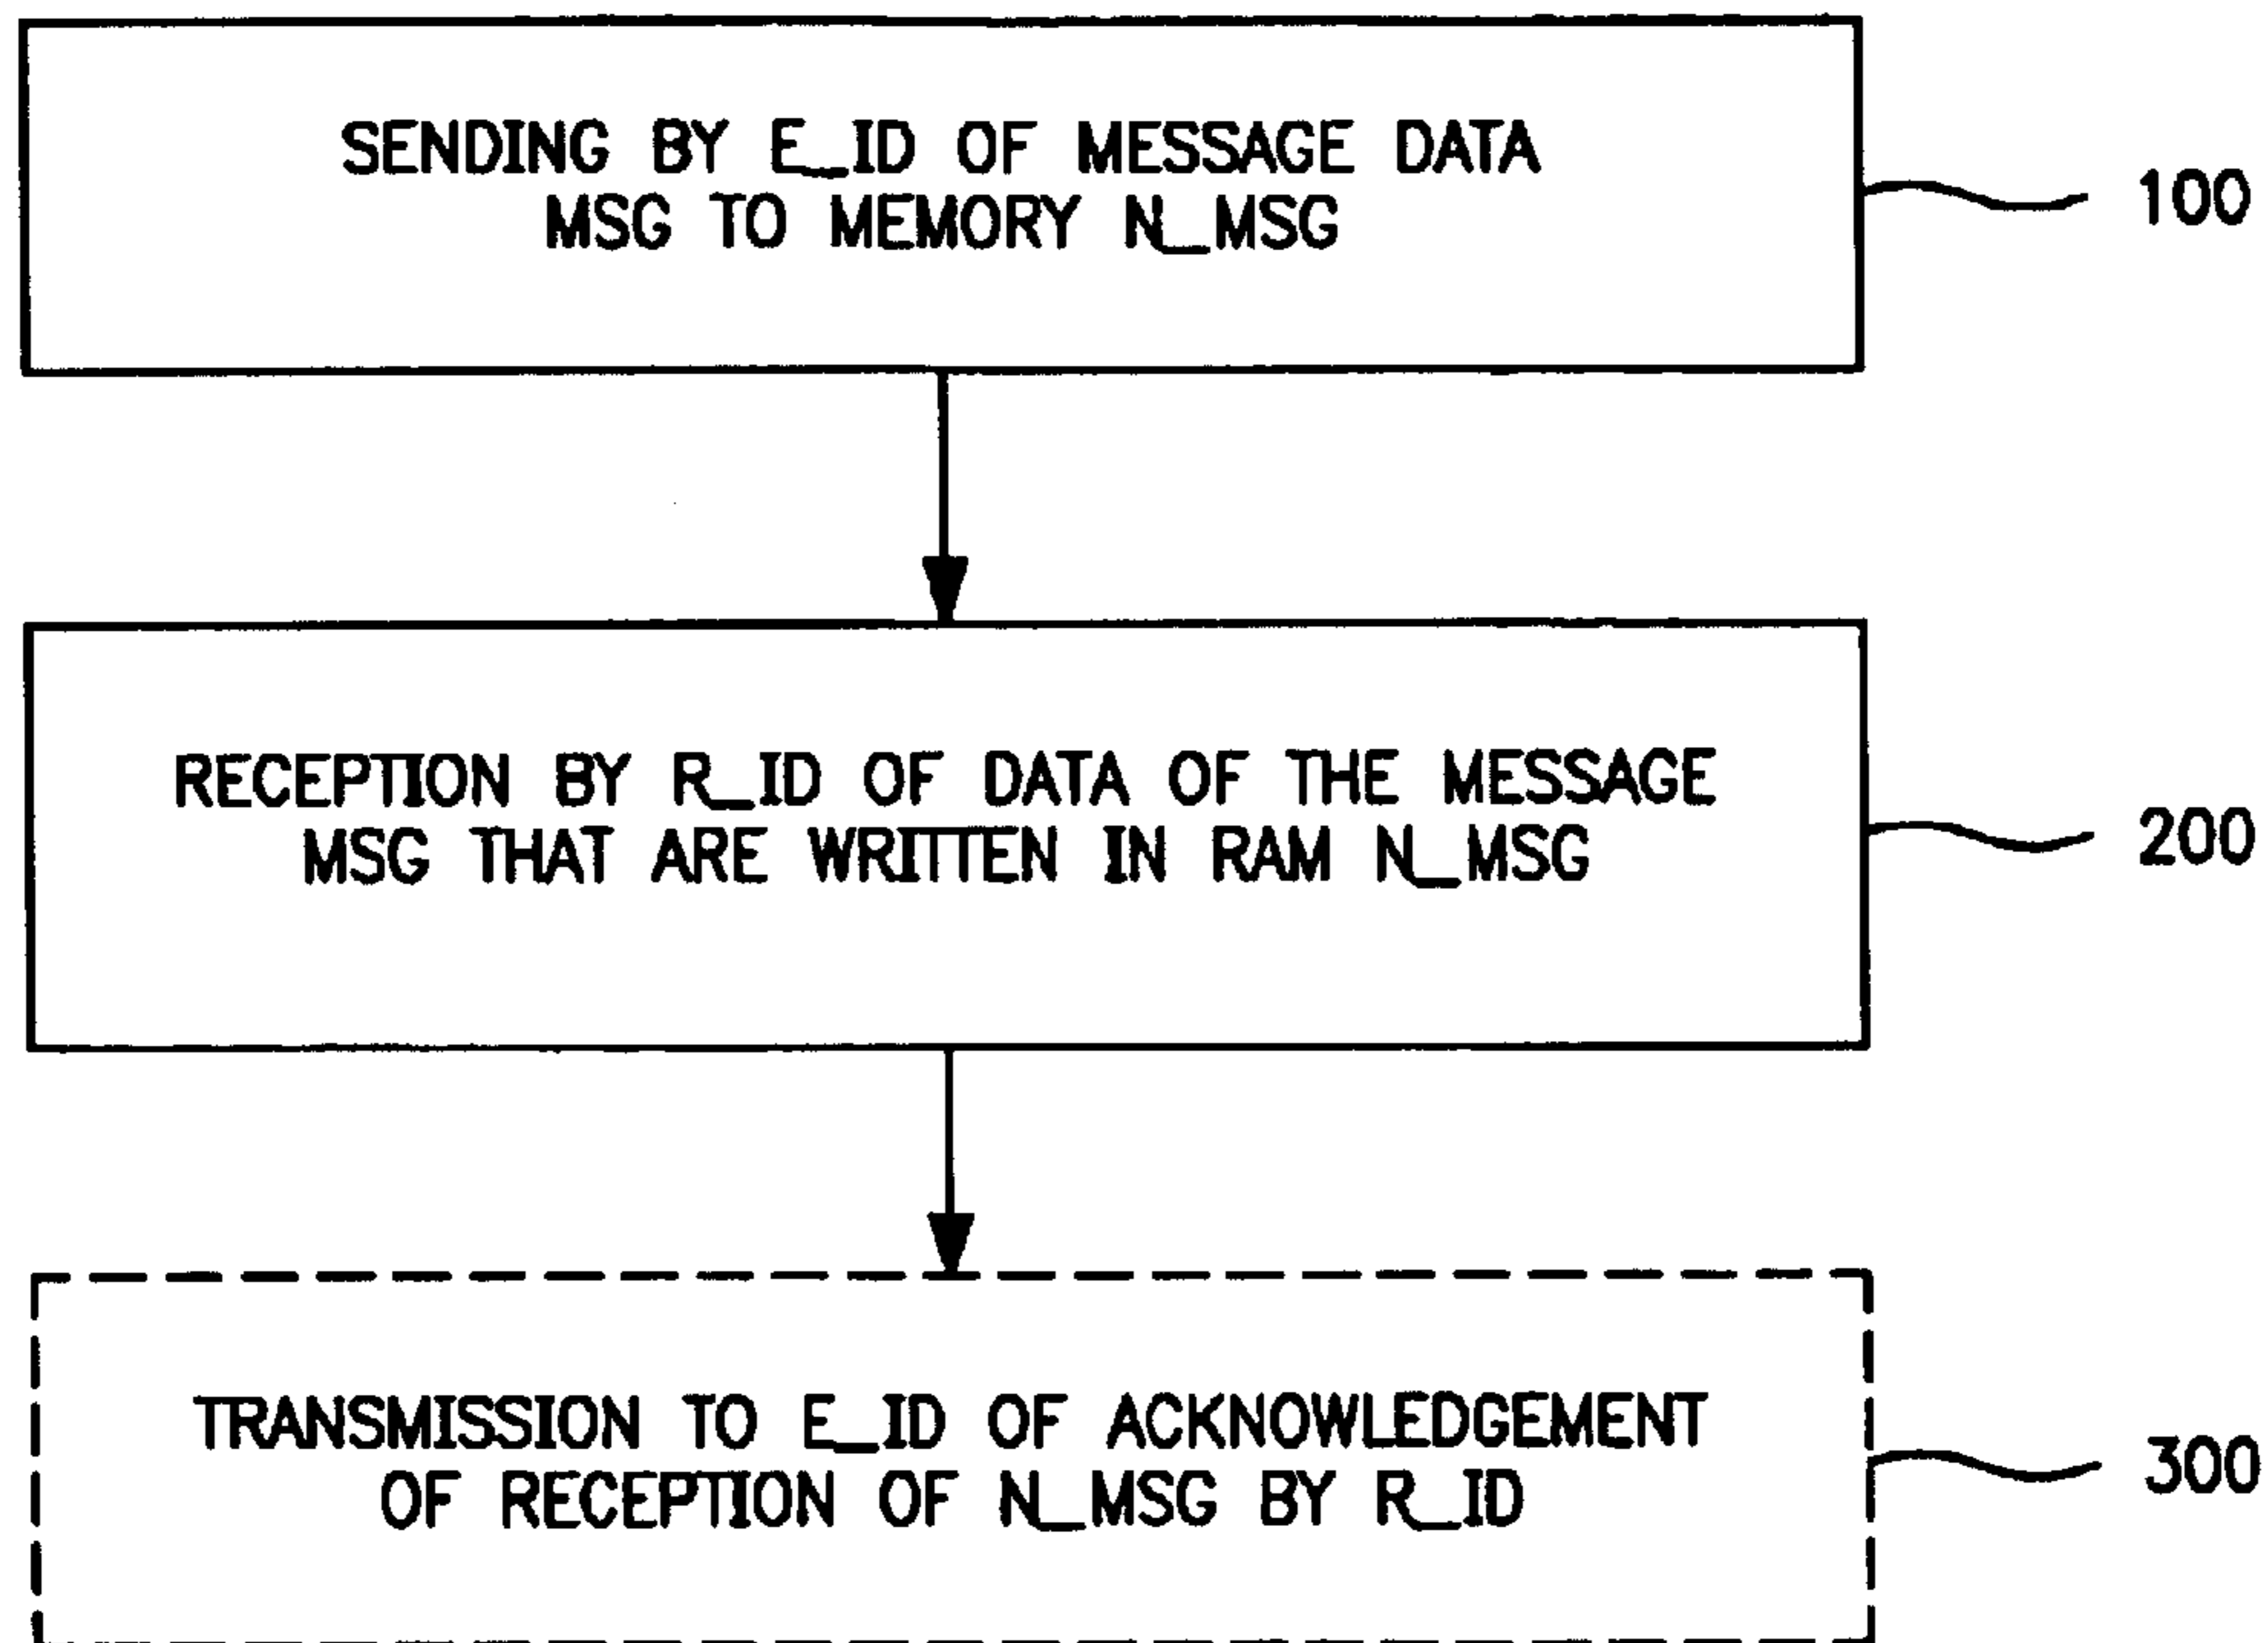 SENDING BY E_ID OF MESSAGE DATA
MSG TO MEMORY N_MSG
100
RECEPTION BY R_ID OF DATA OF THE MESSAGE
MSG THAT ARE WRITTEN IN RAM N_MSG
200
TRANSMISSION TO E_ID OF ACKNOWLEDGEMENT
OF RECEPTION OF N_MSG BY R_ID
300